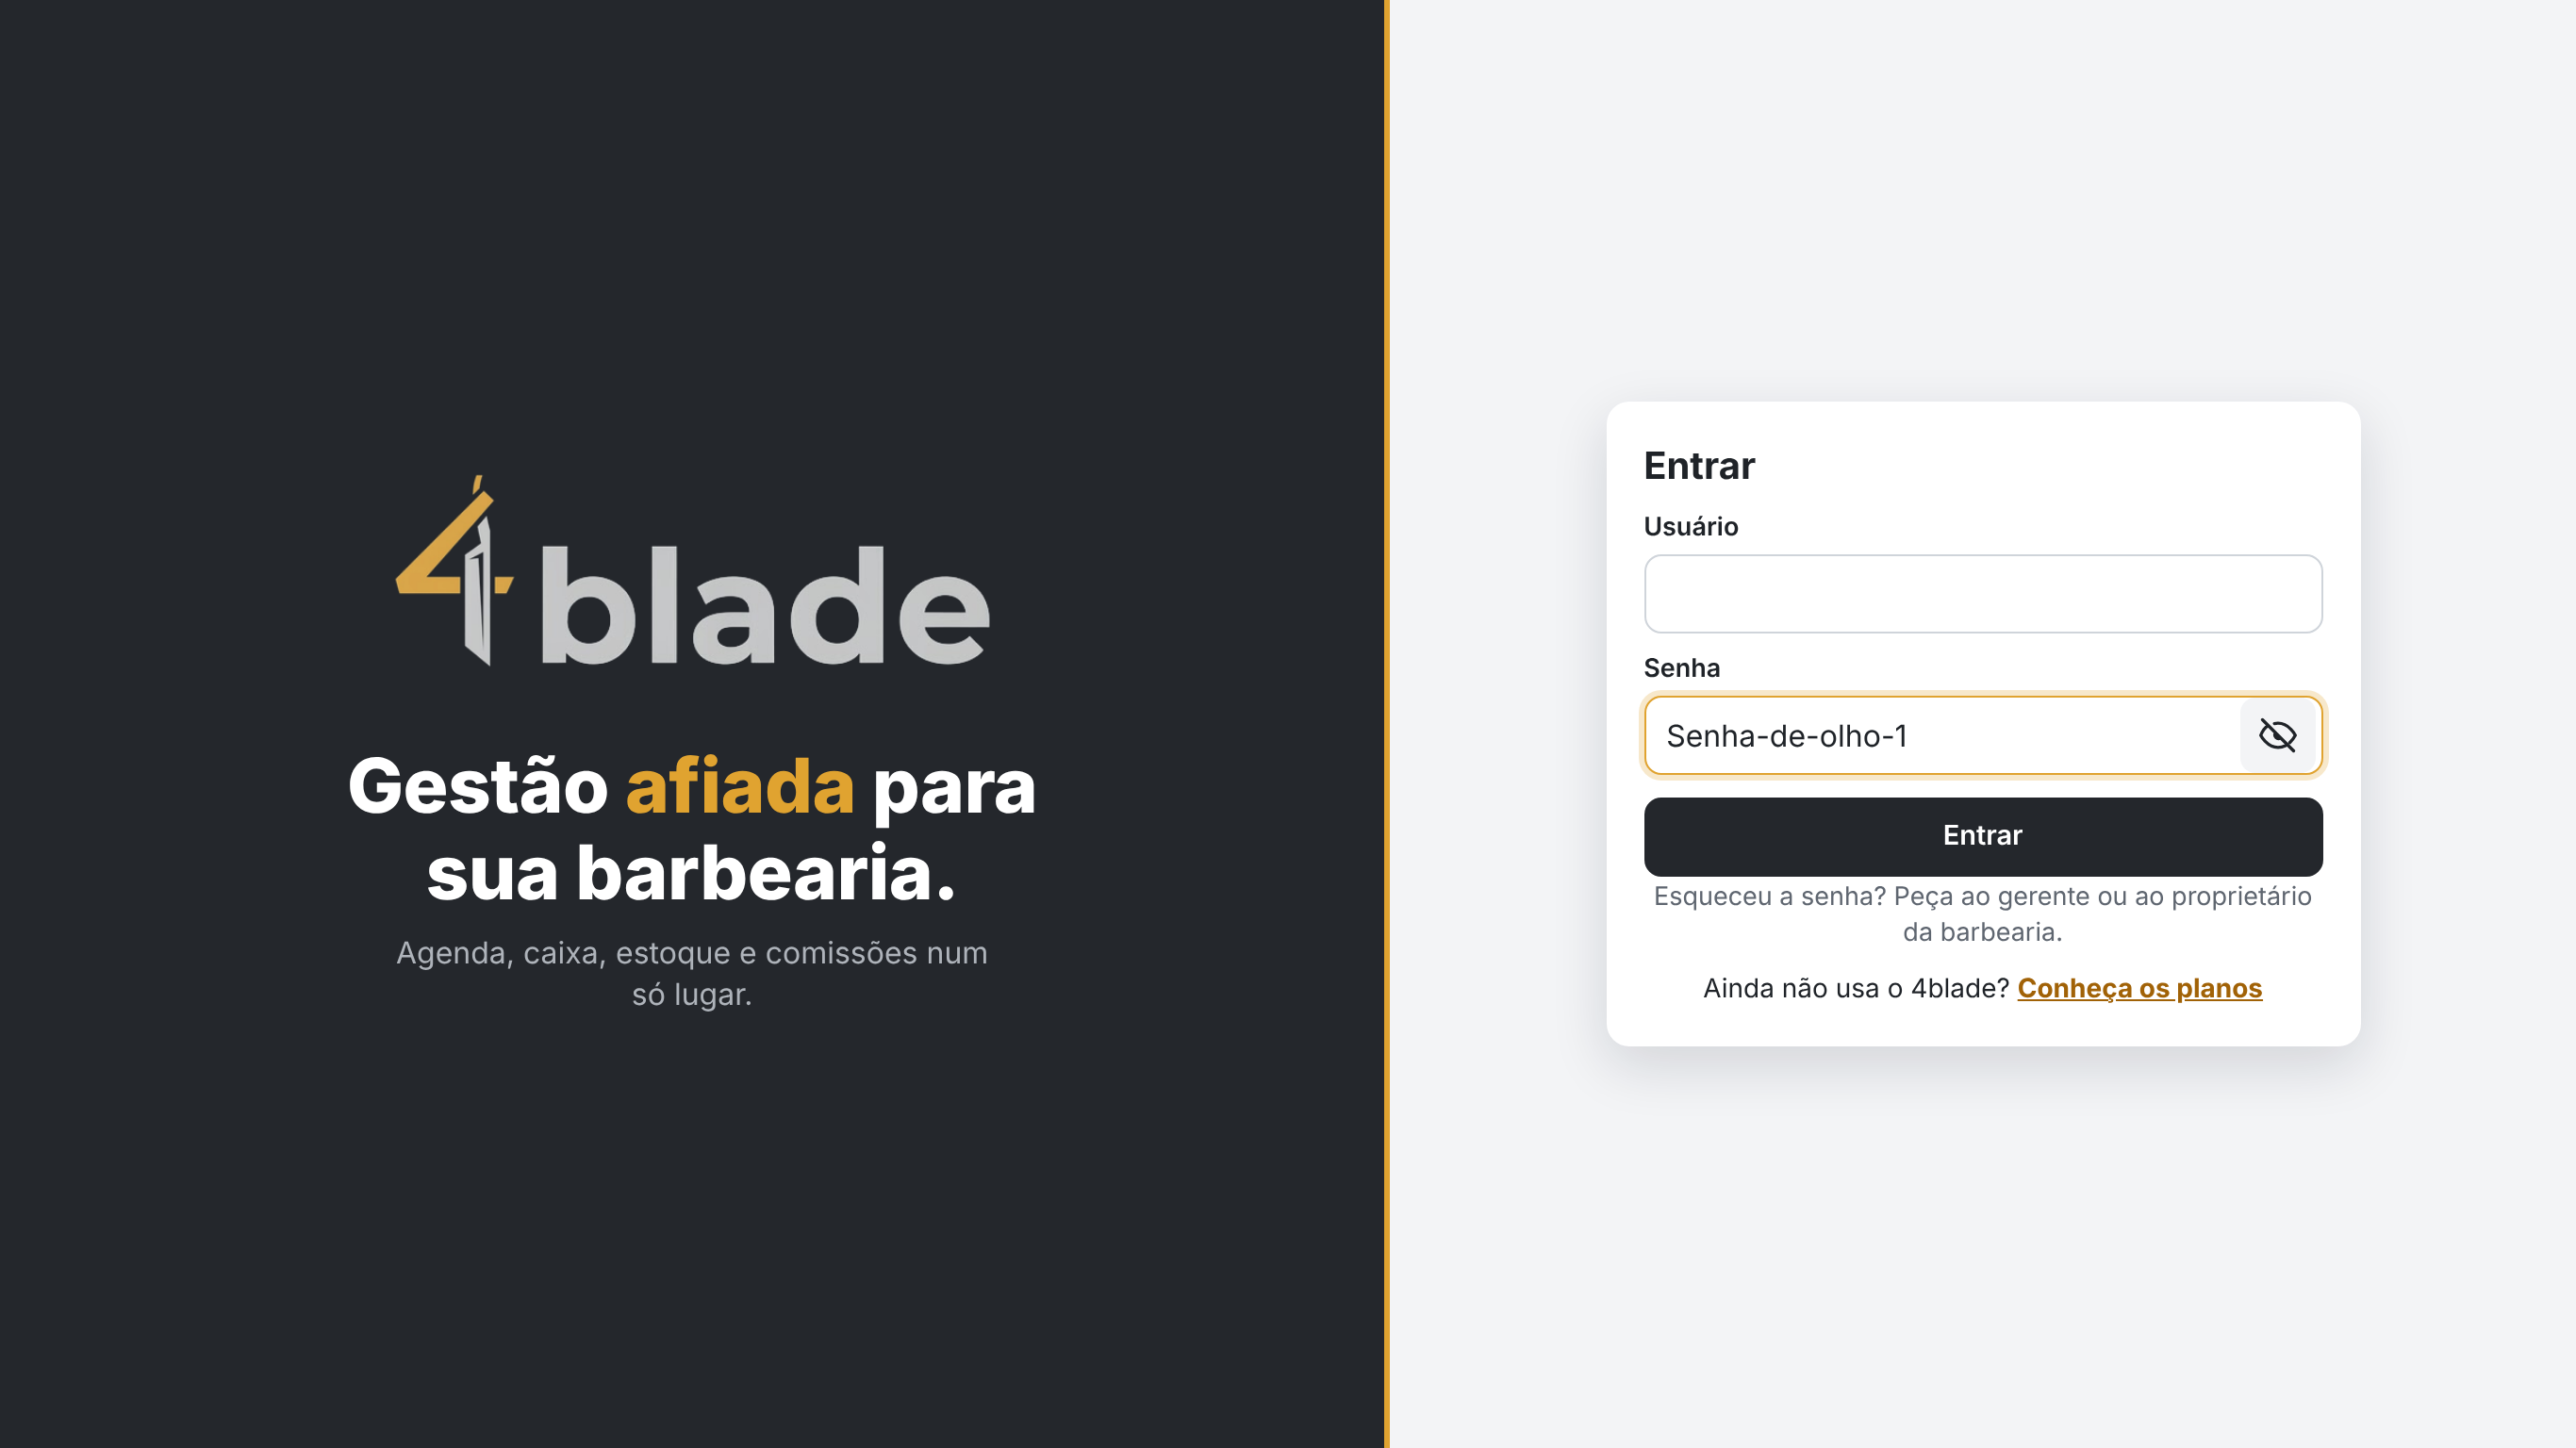 4blade
Gestão afiada para
sua barbearia.
Agenda, caixa, estoque e comissões num
só lugar.
Entrar
Usuário
Senha
Senha-de-olho-1
Entrar
Esqueceu a senha? Peça ao gerente ou ao proprietário
da barbearia.
Ainda não usa o 4blade? Conheça os planos